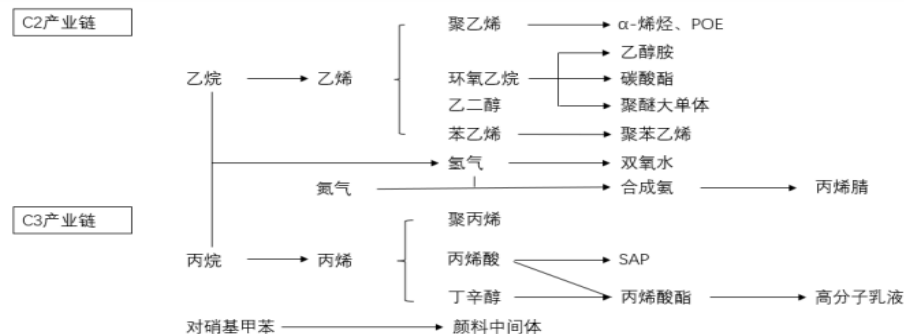 C2产业链
聚乙烯 α-烯烃、POE
乙醇胺
乙烷 乙烯 环氧乙烷 碳酸酯
乙二醇 聚醚大单体
苯乙烯 聚苯乙烯
氢气 双氧水
氮气 合成氨 丙烯腈
C3产业链 聚丙烯
丙烷 丙烯 丙烯酸 SAP
丁辛醇 丙烯酸酯 高分子乳液
对硝基甲苯 颜料中间体